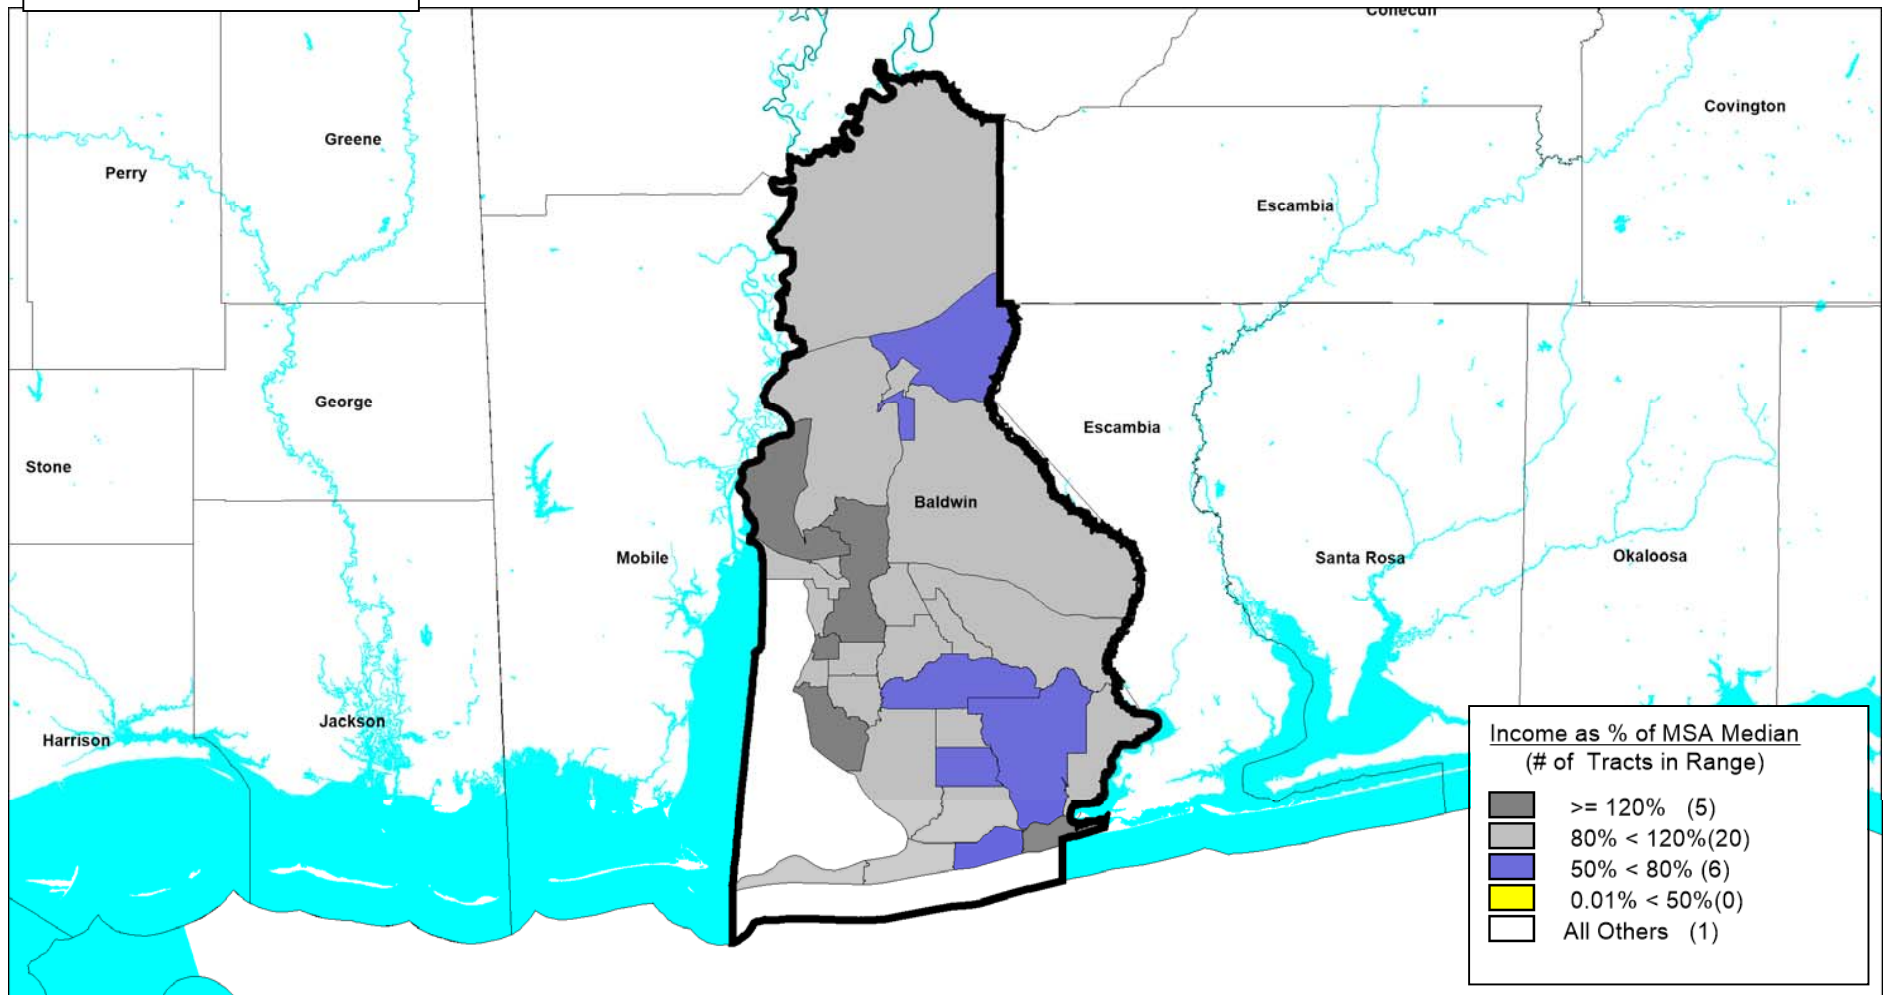 Conecuh
Covington
Greene
Perry
Escambia
George
Escambia
Stone
Baldwin
Mobile
Santa Rosa
Okaloosa
Jackson
Harrison
Income as % of MSA Median
(# of Tracts in Range)
>= 120% (5)
80% < 120%(20)
50% < 80% (6)
0.01% < 50%(0)
All Others (1)